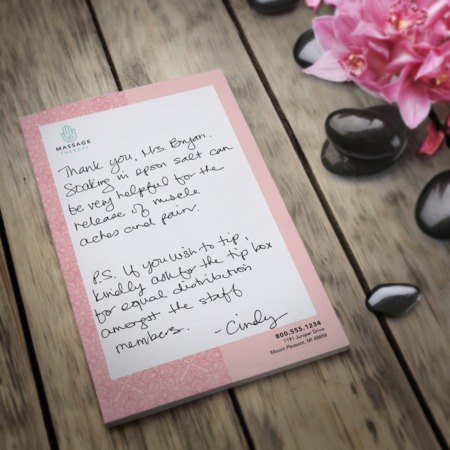 MASSAGE
THERAPY
Thank you, Mrs. Bryan.
Soaking in epson salt can
be very helpful for the
release of muscle
aches and pain.
P.S. If you wish to tip,
kindly ask for the 'tip box'
for equal distribution
amongst the staff
members. - Cindy
800.555.1234
1191 Juniper Drive
Mount Pleasant, MI 48858